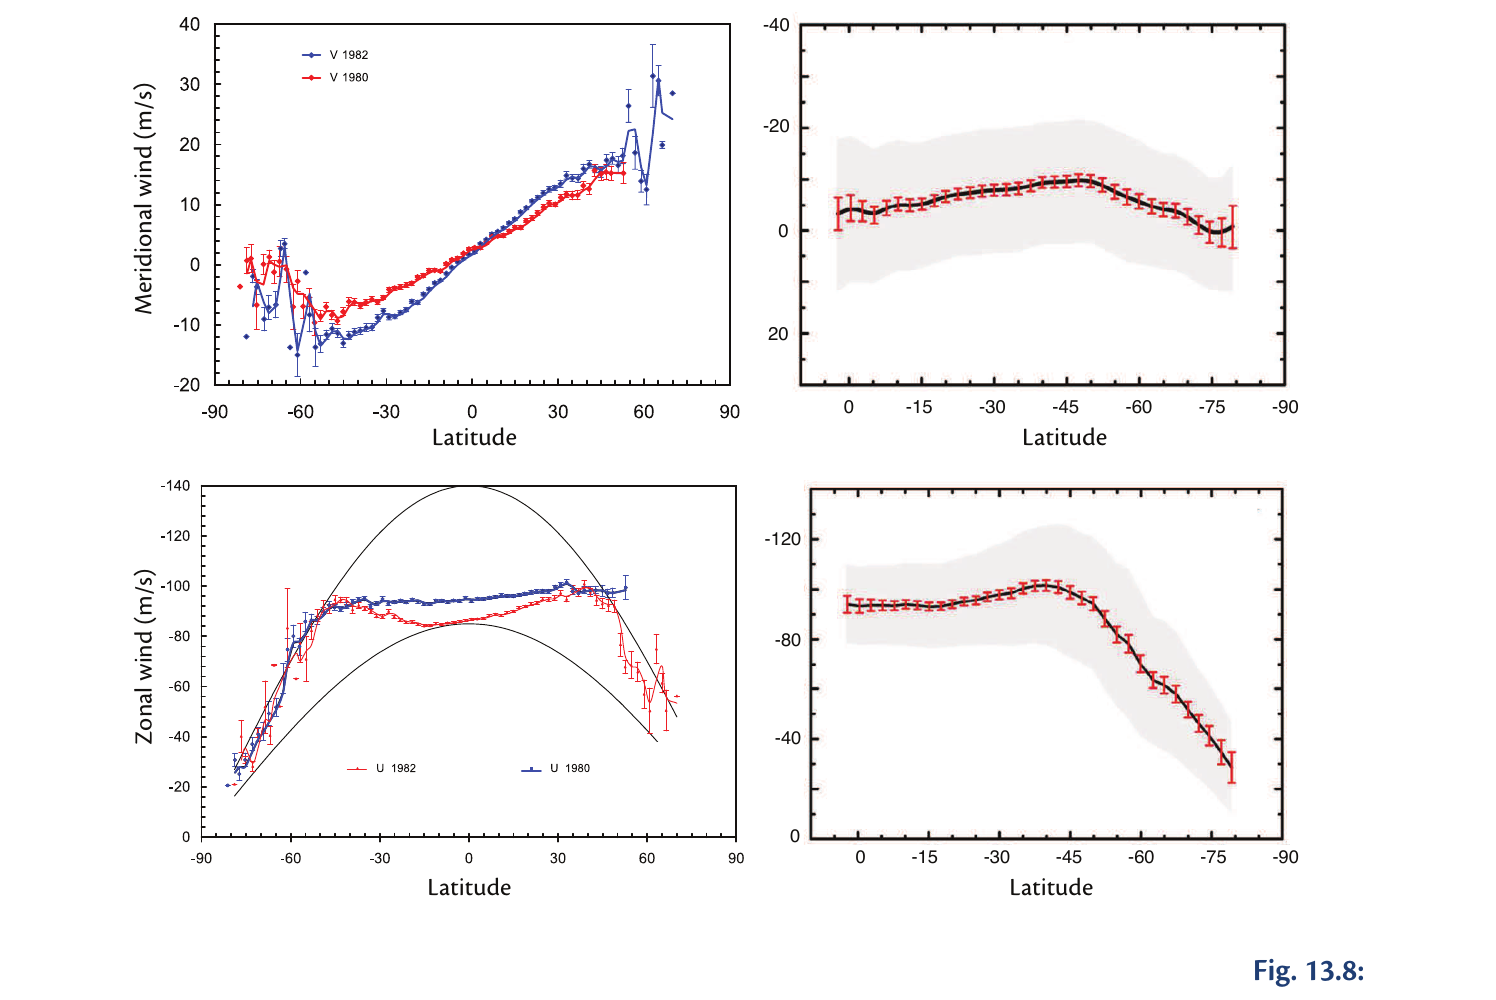 40
30
20
10
0
-10
-20
Meridional wind (m/s)
V 1982
V 1980
-90 -60 -30 0 30 60 90
Latitude
-40
-20
0
20
0 -15 -30 -45 -60 -75 -90
Latitude
-140
-120
-100
-80
-60
-40
-20
0
Zonal wind (m/s)
U 1982 U 1980
-90 -60 -30 0 30 60 90
Latitude
-120
-80
-40
0
0 -15 -30 -45 -60 -75 -90
Latitude
Fig. 13.8: